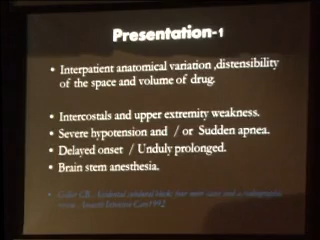 Presentation-1
• Interpatient anatomical variation ,distensibility
of the space and volume of drug.
• Intercostals and upper extremity weakness.
• Severe hypotension and / or Sudden apnea.
• Delayed onset / Unduly prolonged.
• Brain stem anesthesia.